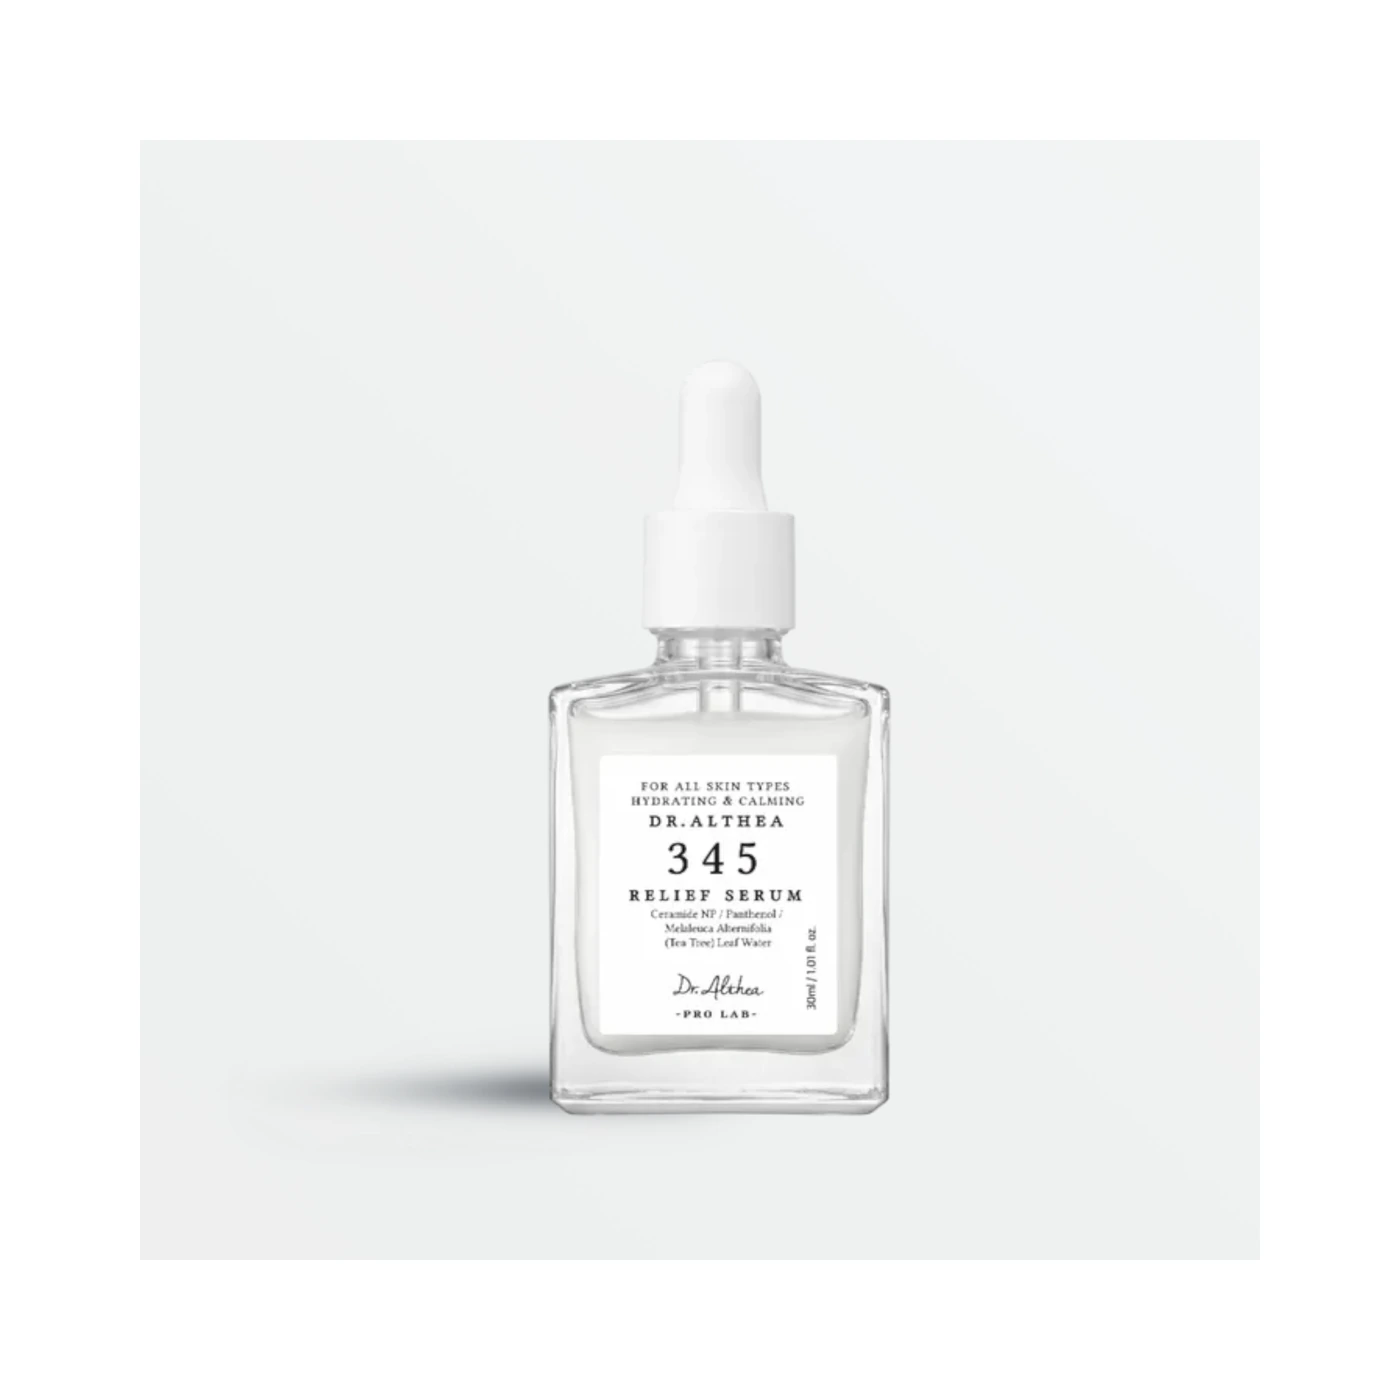 FOR ALL SKIN TYPES
HYDRATING & CALMING
DR.ALTHEA
345
RELIEF SERUM
Ceramide NP / Panthenol /
Melaleuca Alternifolia
(Tea Tree) Leaf Water
30ml / 1.01 fl. oz.
Dr.Althea
-PRO LAB-